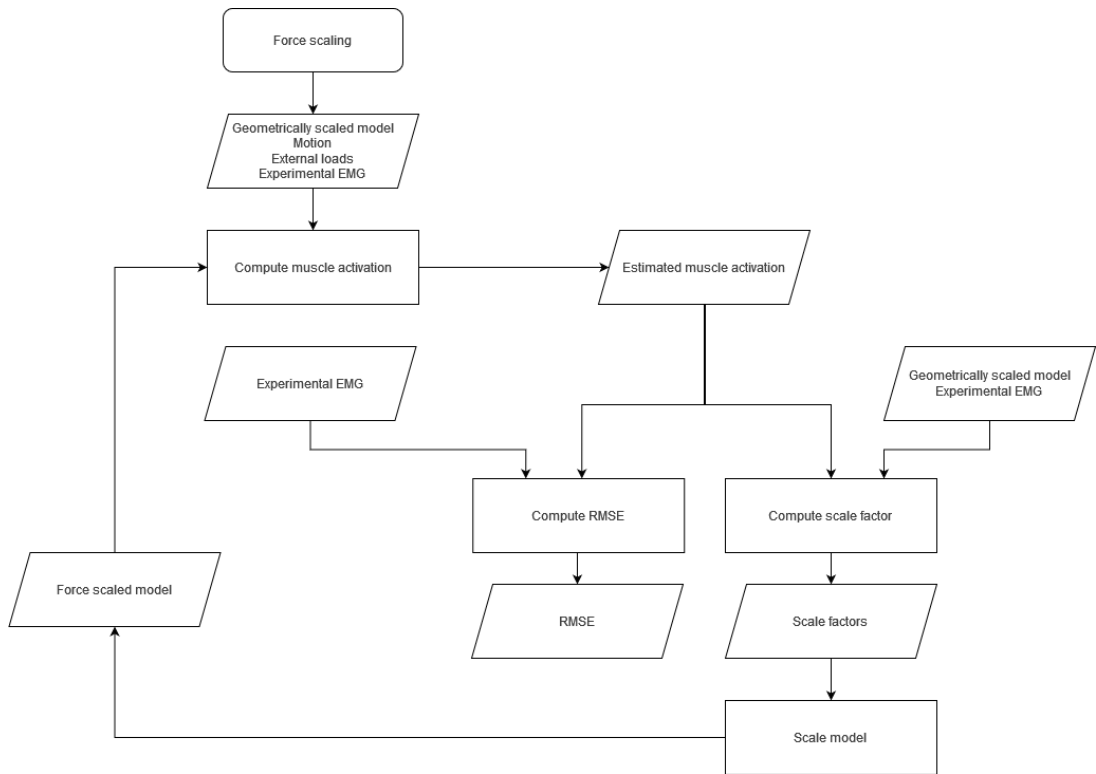 Force scaling
Geometrically scaled model
Motion
External loads
Experimental EMG
Compute muscle activation
Estimated muscle activation
Experimental EMG
Geometrically scaled model
Experimental EMG
Compute RMSE
Compute scale factor
Force scaled model
RMSE
Scale factors
Scale model